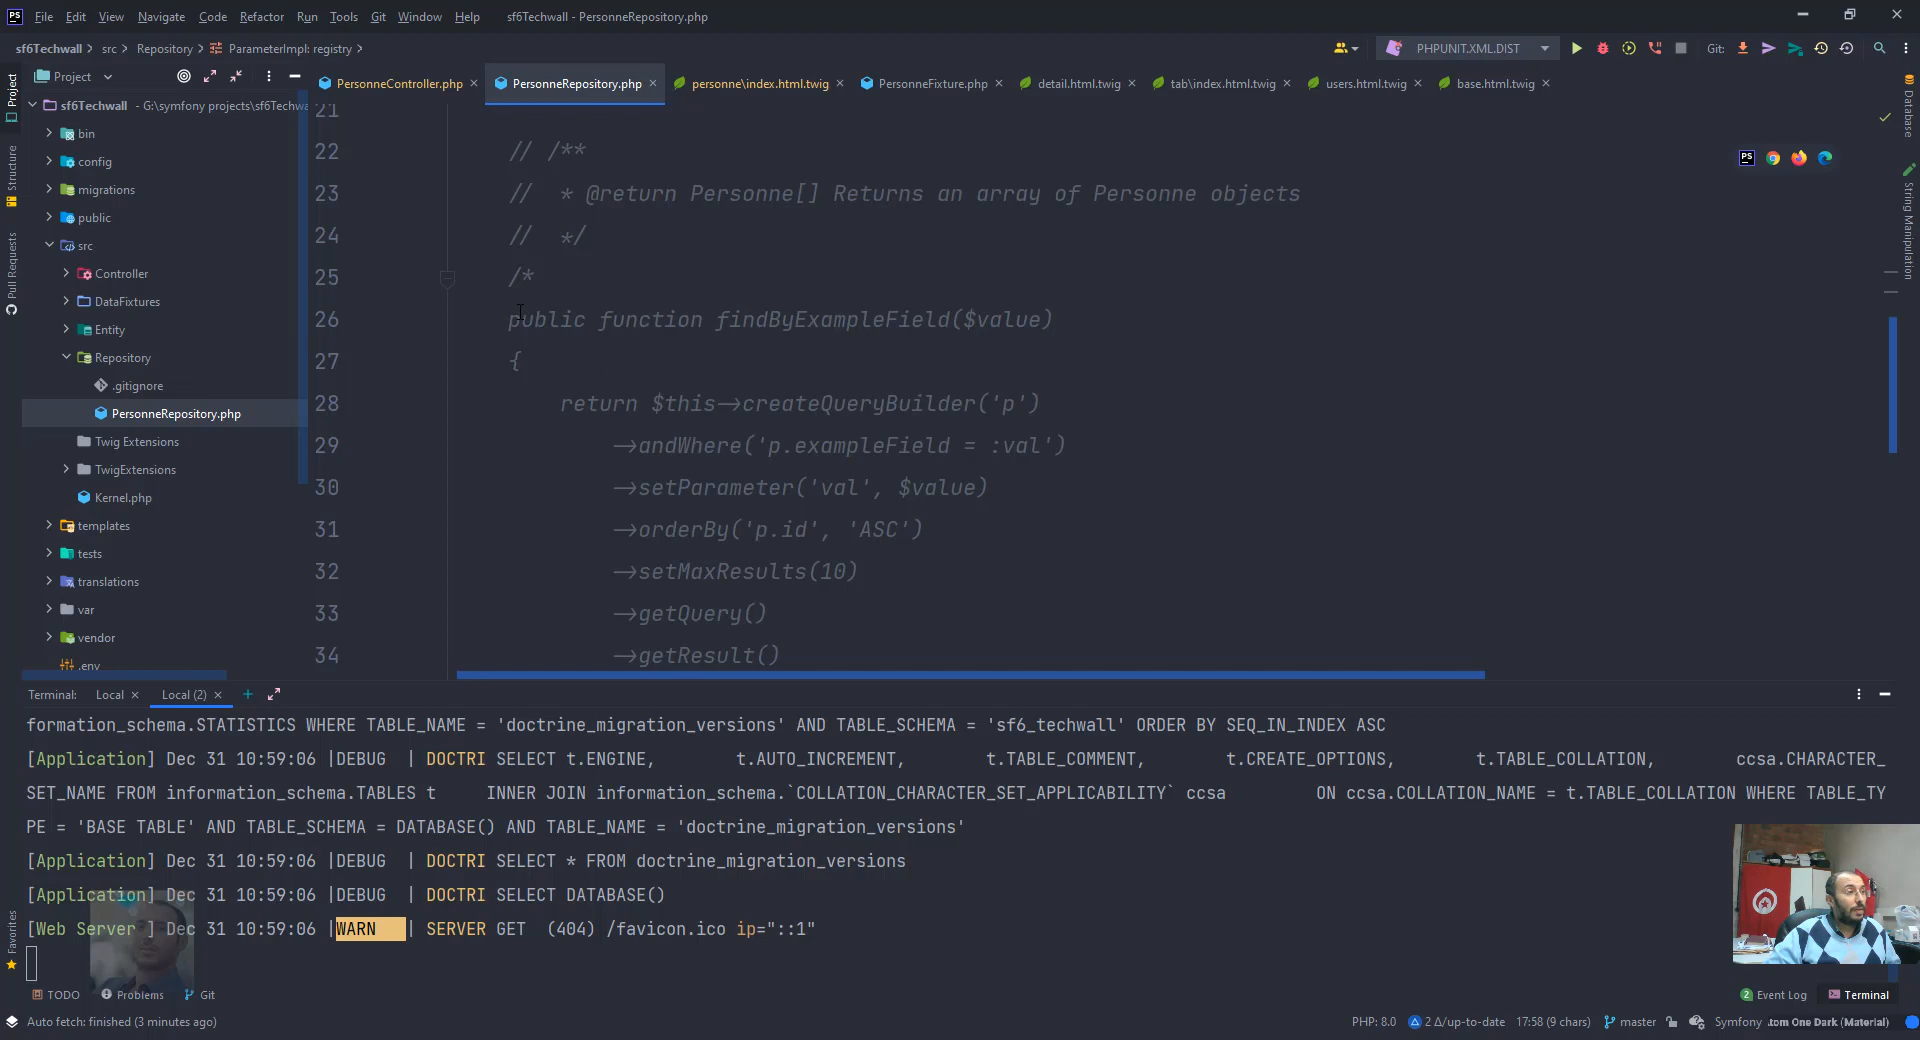 PS File Edit View Navigate Code Refactor Run Tools Git Window Help sf6Techwall - PersonneRepository.php
sf6Techwall src Repository ParameterImpl: registry PHPUNIT.XML.DIST Git:
Project PersonneController.php PersonneRepository.php personne\index.html.twig PersonneFixture.php detail.html.twig tab\index.html.twig users.html.twig base.html.twig
Project
Structure
Pull Requests
Favorites
Database
String Manipulation
sf6Techwall - G:\symfony projects\sf6Techwa
bin
config
migrations
public
src
Controller
DataFixtures
Entity
Repository
.gitignore
PersonneRepository.php
Twig Extensions
TwigExtensions
Kernel.php
templates
tests
translations
var
vendor
.env
21
22 // /**
23 // * @return Personne[] Returns an array of Personne objects
24 // */
25 /*
26 public function findByExampleField($value)
27 {
28 return $this->createQueryBuilder('p')
29 ->andWhere('p.exampleField = :val')
30 ->setParameter('val', $value)
31 ->orderBy('p.id', 'ASC')
32 ->setMaxResults(10)
33 ->getQuery()
34 ->getResult()
PS
Terminal: Local Local (2)
formation_schema.STATISTICS WHERE TABLE_NAME = 'doctrine_migration_versions' AND TABLE_SCHEMA = 'sf6_techwall' ORDER BY SEQ_IN_INDEX ASC
[Application] Dec 31 10:59:06 |DEBUG | DOCTRI SELECT t.ENGINE, t.AUTO_INCREMENT, t.TABLE_COMMENT, t.CREATE_OPTIONS, t.TABLE_COLLATION, ccsa.CHARACTER_
SET_NAME FROM information_schema.TABLES t INNER JOIN information_schema.`COLLATION_CHARACTER_SET_APPLICABILITY` ccsa ON ccsa.COLLATION_NAME = t.TABLE_COLLATION WHERE TABLE_TY
PE = 'BASE TABLE' AND TABLE_SCHEMA = DATABASE() AND TABLE_NAME = 'doctrine_migration_versions'
[Application] Dec 31 10:59:06 |DEBUG | DOCTRI SELECT * FROM doctrine_migration_versions
[Application] Dec 31 10:59:06 |DEBUG | DOCTRI SELECT DATABASE()
[Web Server ] Dec 31 10:59:06 |WARN | SERVER GET (404) /favicon.ico ip="::1"
TODO Problems Git 2 Event Log Terminal
Auto fetch: finished (3 minutes ago) PHP: 8.0 2 Δ/up-to-date 17:58 (9 chars) master Symfony .tom One Dark (Material)